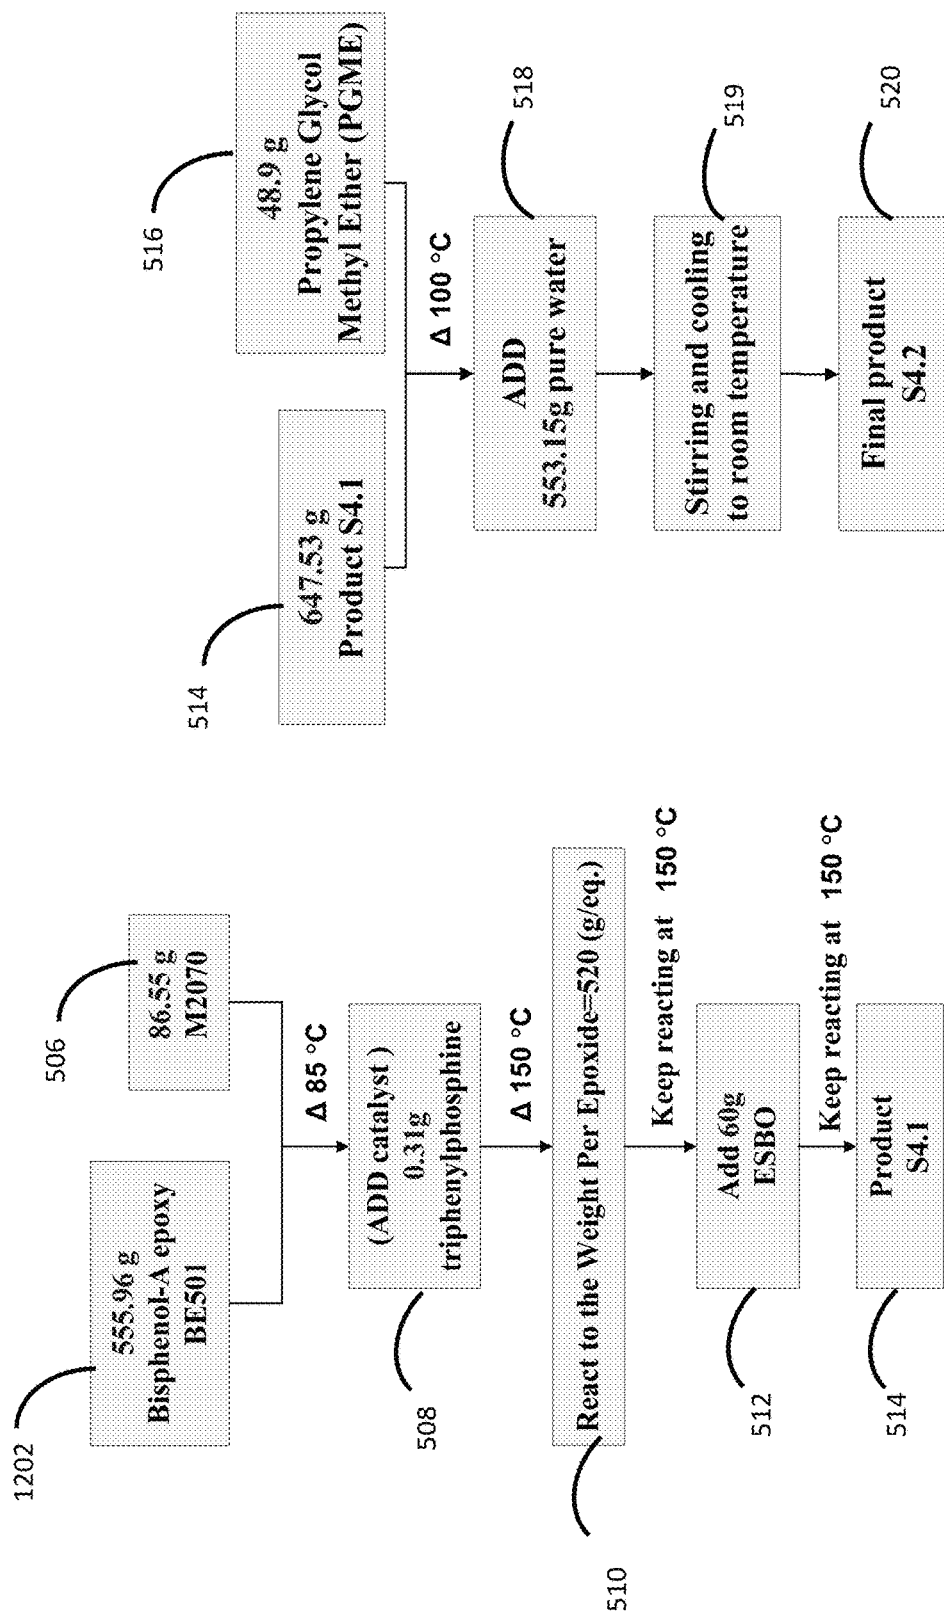 1202
555.96 g
Bisphenol-A epoxy
BE501
506
86.55 g
M2070
Δ 85 °C
508
(ADD catalyst )
0.31g
triphenylphosphine
Δ 150 °C
510
React to the Weight Per Epoxide=520 (g/eq.)
Keep reacting at 150 °C
512
Add 60g
ESBO
Keep reacting at 150 °C
514
Product
S4.1
514
647.53 g
Product S4.1
516
48.9 g
Propylene Glycol
Methyl Ether (PGME)
Δ 100 °C
518
ADD
553.15g pure water
519
Stirring and cooling
to room temperature
520
Final product
S4.2